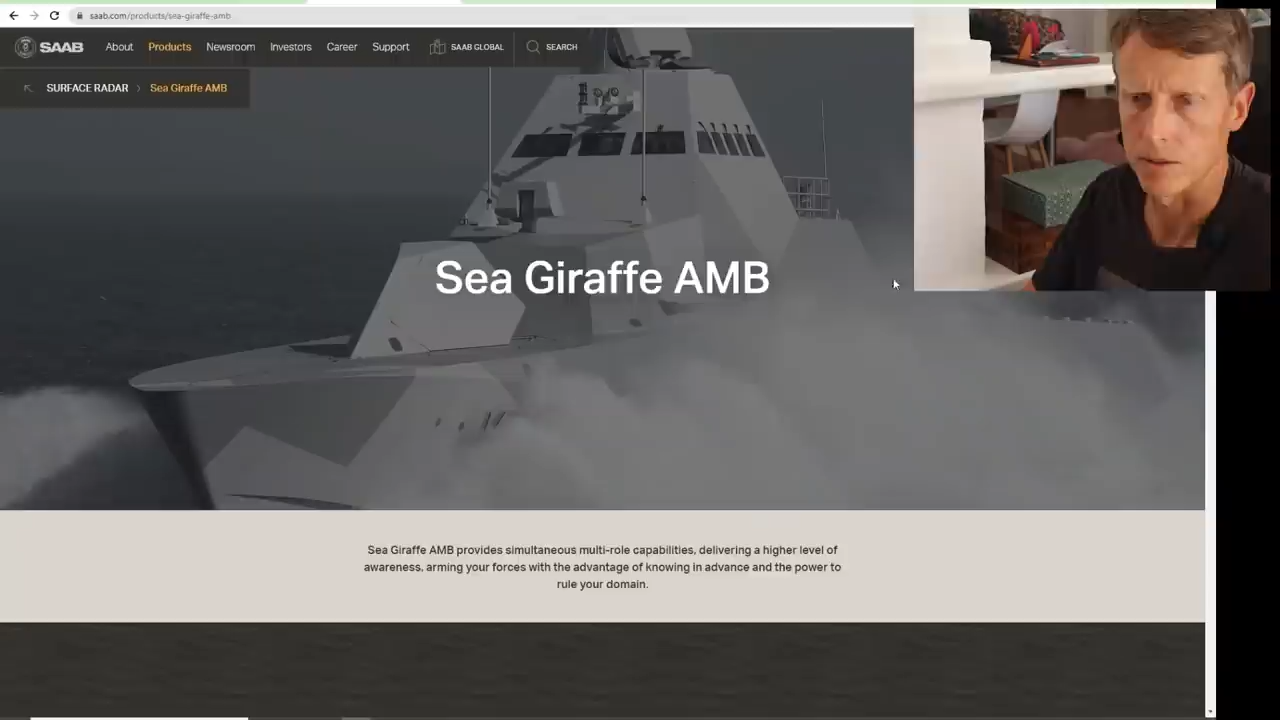 saab.com/products/sea-giraffe-amb
SAAB About Products Newsroom Investors Career Support SAAB GLOBAL SEARCH
SURFACE RADAR › Sea Giraffe AMB
Sea Giraffe AMB
Sea Giraffe AMB provides simultaneous multi-role capabilities, delivering a higher level of
awareness, arming your forces with the advantage of knowing in advance and the power to
rule your domain.